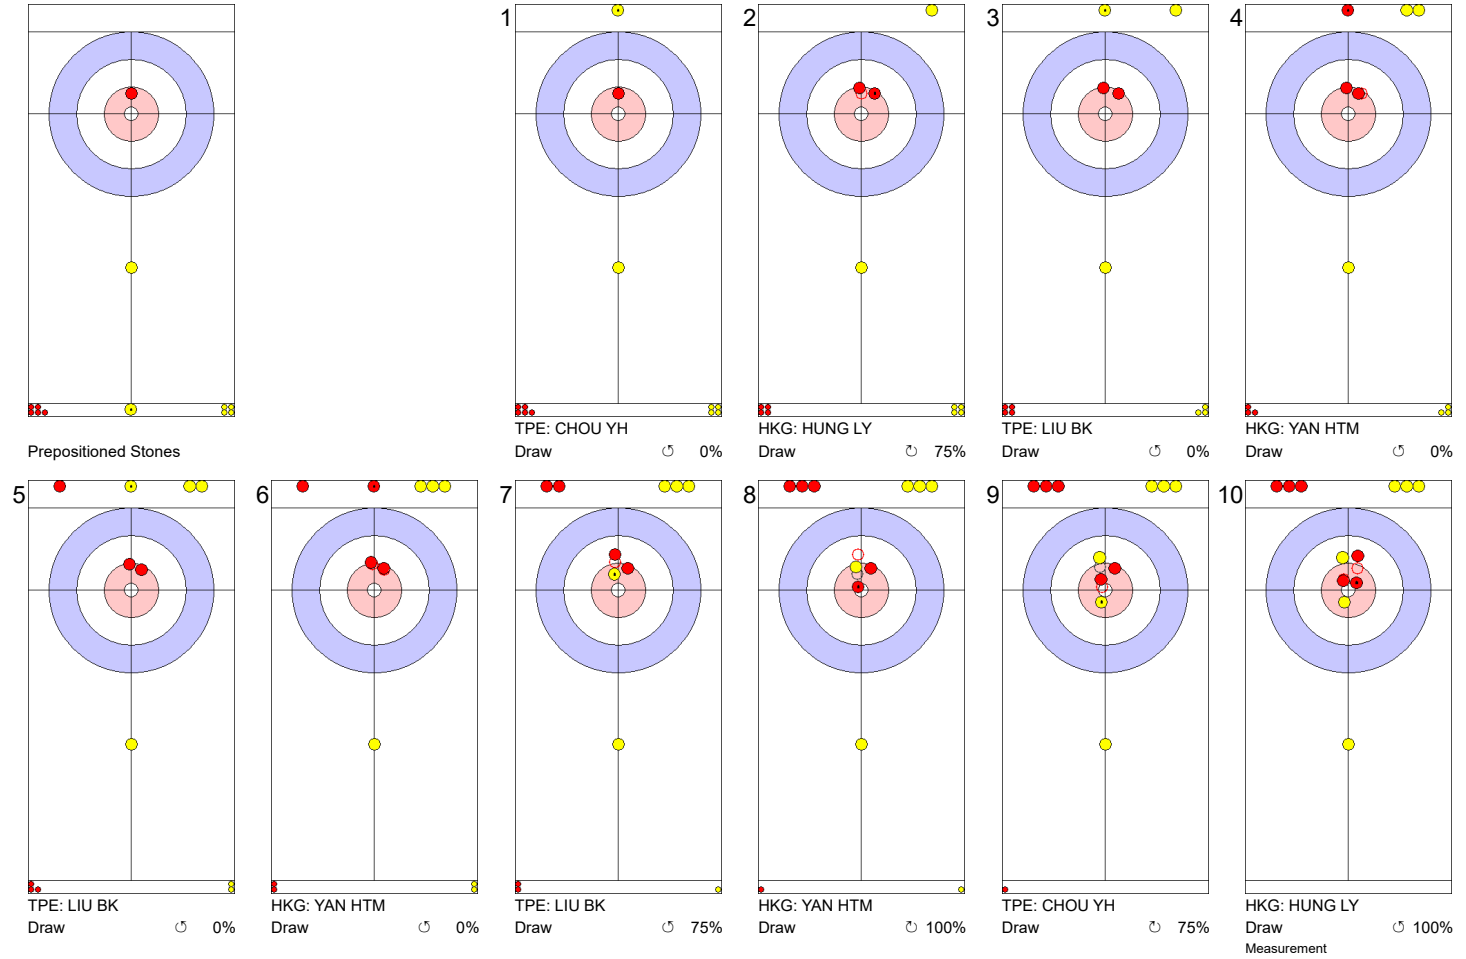 Prepositioned Stones
1
TPE: CHOU YH
Draw 0%
2
HKG: HUNG LY
Draw 75%
3
TPE: LIU BK
Draw 0%
4
HKG: YAN HTM
Draw 0%
5
TPE: LIU BK
Draw 0%
6
HKG: YAN HTM
Draw 0%
7
TPE: LIU BK
Draw 75%
8
HKG: YAN HTM
Draw 100%
9
TPE: CHOU YH
Draw 75%
10
HKG: HUNG LY
Draw 100%
Measurement